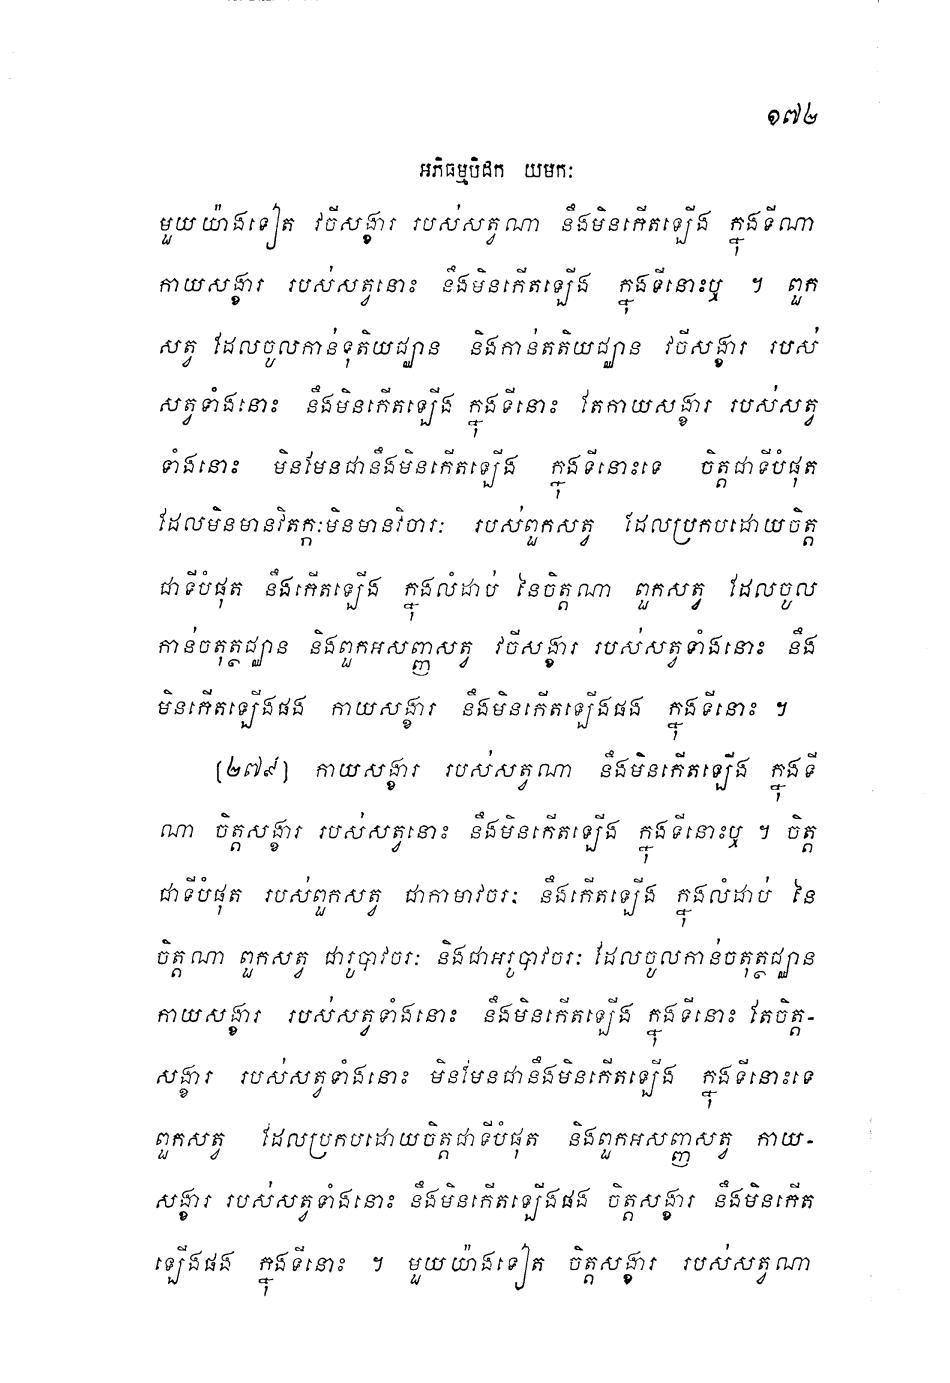 ១៧២
អភិធម្មបិដក យមកៈ
មួយយ៉ាងទៀត វចីសង្ខារ របស់សត្វណា នឹងមិនកើតឡើង ក្នុងទីណា
កាយសង្ខារ របស់សត្វនោះ នឹងមិនកើតឡើង ក្នុងទីនោះឬ ។ ពួក
សត្វ ដែលចូលកាន់ទុតិយជ្ឈាន និងកាន់តតិយជ្ឈាន វចីសង្ខារ របស់
សត្វទាំងនោះ នឹងមិនកើតឡើង ក្នុងទីនោះ តែកាយសង្ខារ របស់សត្វ
ទាំងនោះ មិនមែនជានឹងមិនកើតឡើង ក្នុងទីនោះទេ ចិត្តជាទីបំផុត
ដែលមិនមានវិតក្កៈមិនមានវិចារៈ របស់ពួកសត្វ ដែលប្រកបដោយចិត្ត
ជាទីបំផុត នឹងកើតឡើង ក្នុងលំដាប់ នៃចិត្តណា ពួកសត្វ ដែលចូល
កាន់ចតុត្ថជ្ឈាន និងពួកអសញ្ញសត្វ វចីសង្ខារ របស់សត្វទាំងនោះ នឹង
មិនកើតឡើងផង កាយសង្ខារ នឹងមិនកើតឡើងផង ក្នុងទីនោះ ។
[២៧៩] កាយសង្ខារ របស់សត្វណា នឹងមិនកើតឡើង ក្នុងទី
ណា ចិត្តសង្ខារ របស់សត្វនោះ នឹងមិនកើតឡើង ក្នុងទីនោះឬ ។ ចិត្ត
ជាទីបំផុត របស់ពួកសត្វ ជាកាមាវចរៈ នឹងកើតឡើង ក្នុងលំដាប់ នៃ
ចិត្តណា ពួកសត្វ ជារូបាវចរៈ និងជាអរូបាវចរៈ ដែលចូលកាន់ចតុត្ថជ្ឈាន
កាយសង្ខារ របស់សត្វទាំងនោះ នឹងមិនកើតឡើង ក្នុងទីនោះ តែចិត្ត-
សង្ខារ របស់សត្វទាំងនោះ មិនមែនជានឹងមិនកើតឡើង ក្នុងទីនោះទេ
ពួកសត្វ ដែលប្រកបដោយចិត្តជាទីបំផុត និងពួកអសញ្ញសត្វ កាយ-
សង្ខារ របស់សត្វទាំងនោះ នឹងមិនកើតឡើងផង ចិត្តសង្ខារ នឹងមិនកើត
ឡើងផង ក្នុងទីនោះ ។ មួយយ៉ាងទៀត ចិត្តសង្ខារ របស់សត្វណា